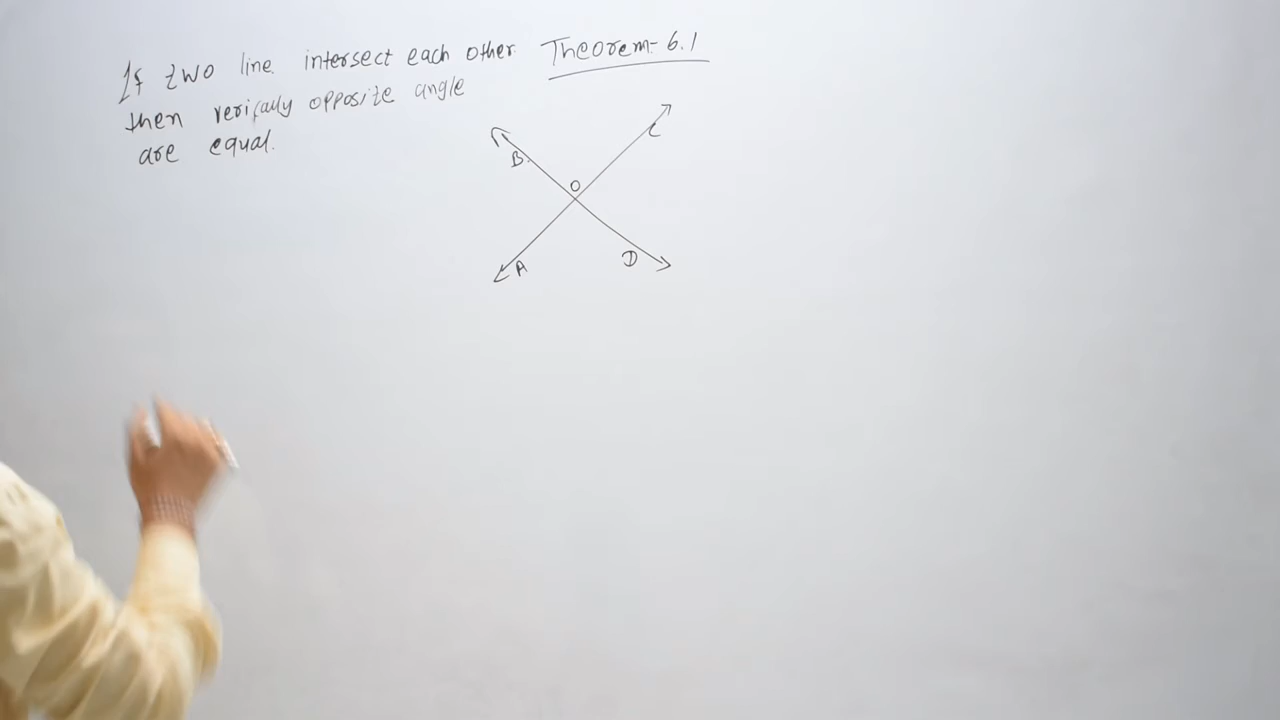 If two line intersect each other Theorem-6.1
then verically opposite angle
are equal.
B
C
O
A
D